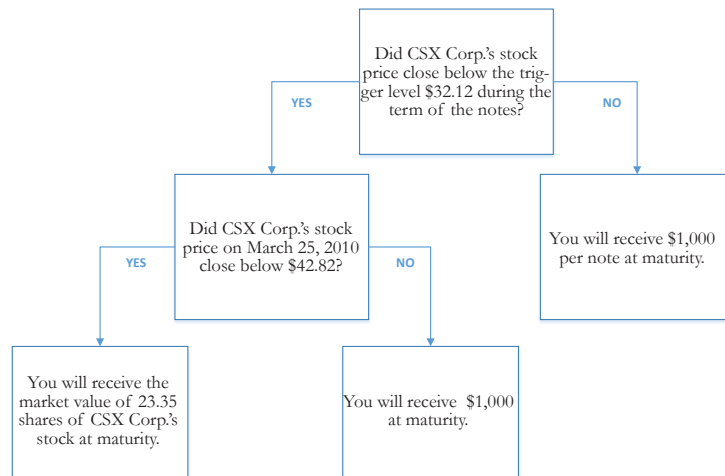 Did CSX Corp.'s stock
price close below the trig-
ger level $32.12 during the
term of the notes?
YES
NO
Did CSX Corp.'s stock
price on March 25, 2010
close below $42.82?
You will receive $1,000
per note at maturity.
YES
NO
You will receive the
market value of 23.35
shares of CSX Corp.'s
stock at maturity.
You will receive $1,000
at maturity.